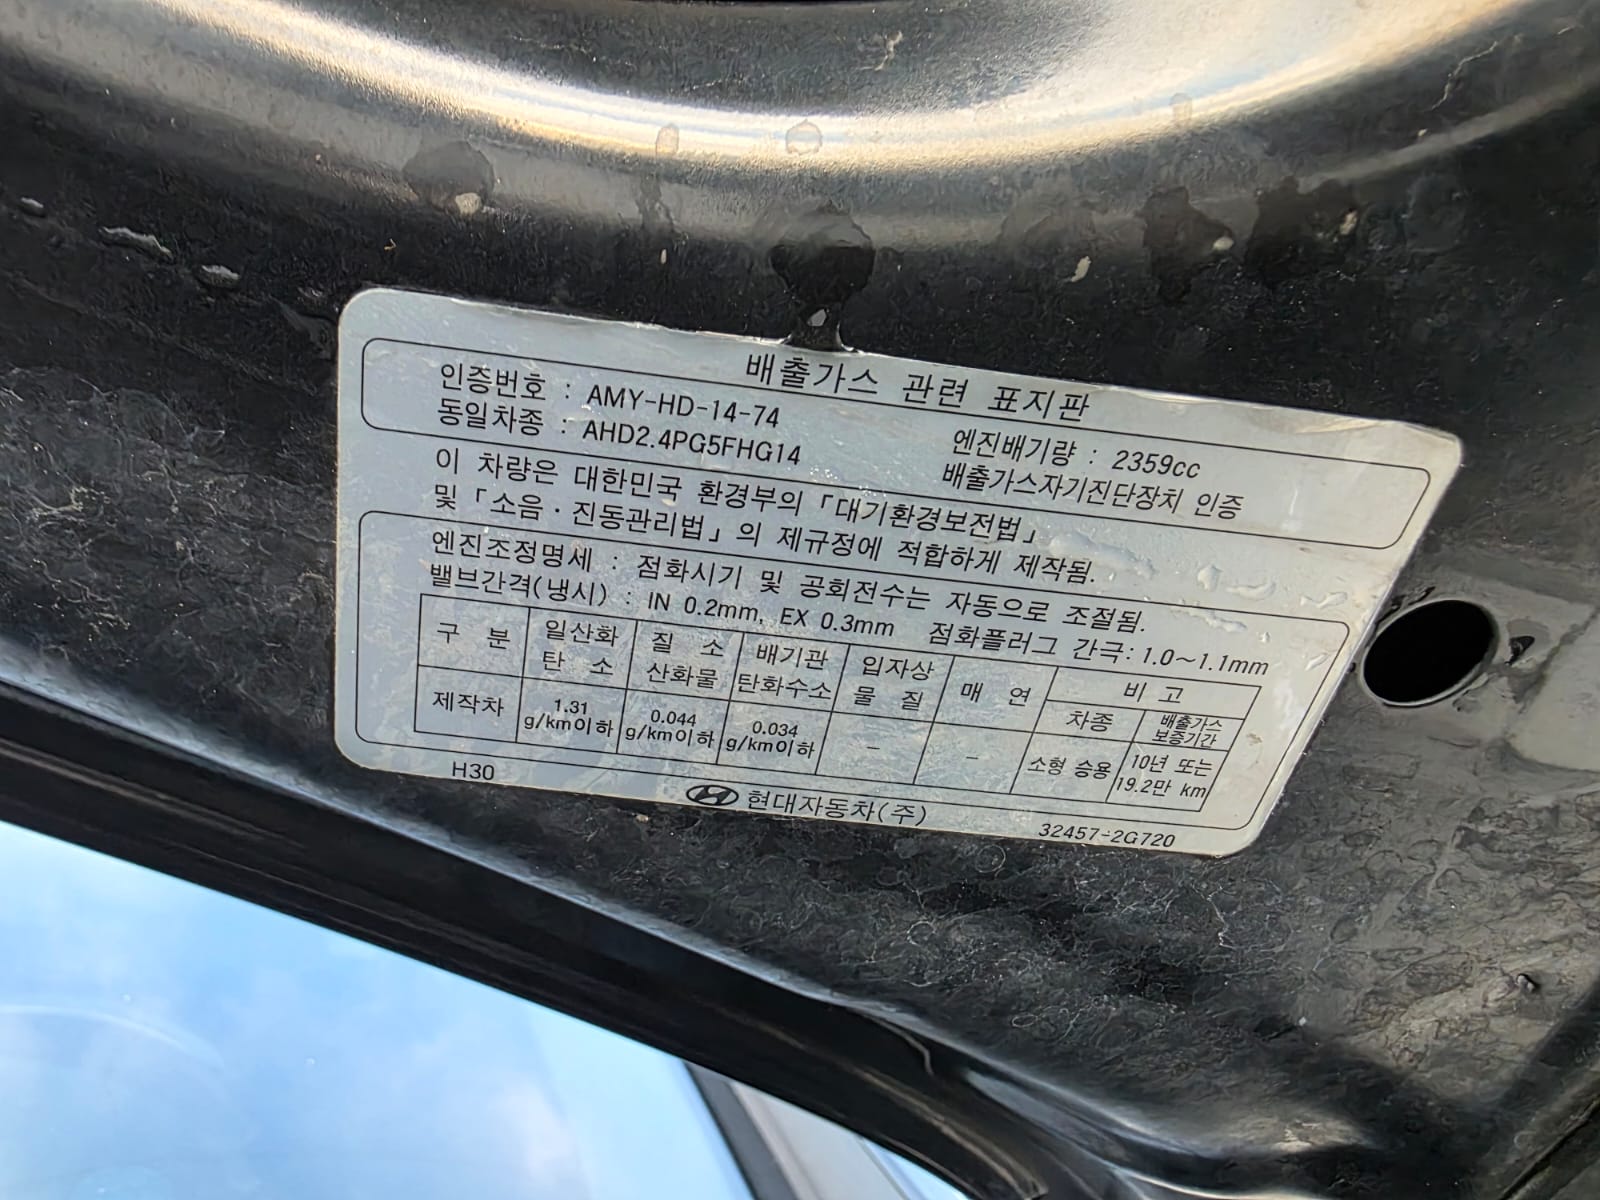 배출가스 관련 표지판
인증번호 : AMY-HD-14-74 엔진배기량 : 2359cc
동일차종 : AHD2.4PG5FHG14 배출가스자기진단장치 인증
이 차량은 대한민국 환경부의 「대기환경보전법」
및 「소음·진동관리법」의 제규정에 적합하게 제작됨.
엔진조정명세 : 점화시기 및 공회전수는 자동으로 조절됨.
밸브간격(냉시) : IN 0.2mm, EX 0.3mm 점화플러그 간극: 1.0~1.1mm
구 분 일산화탄소 질소산화물 배기관탄화수소 입자상물질 매연 비고
차종 배출가스보증기간
제작차 1.31 g/km이하 0.044 g/km이하 0.034 g/km이하 – – 소형 승용 10년 또는 19.2만 km
H30 현대자동차(주) 32457-2G720